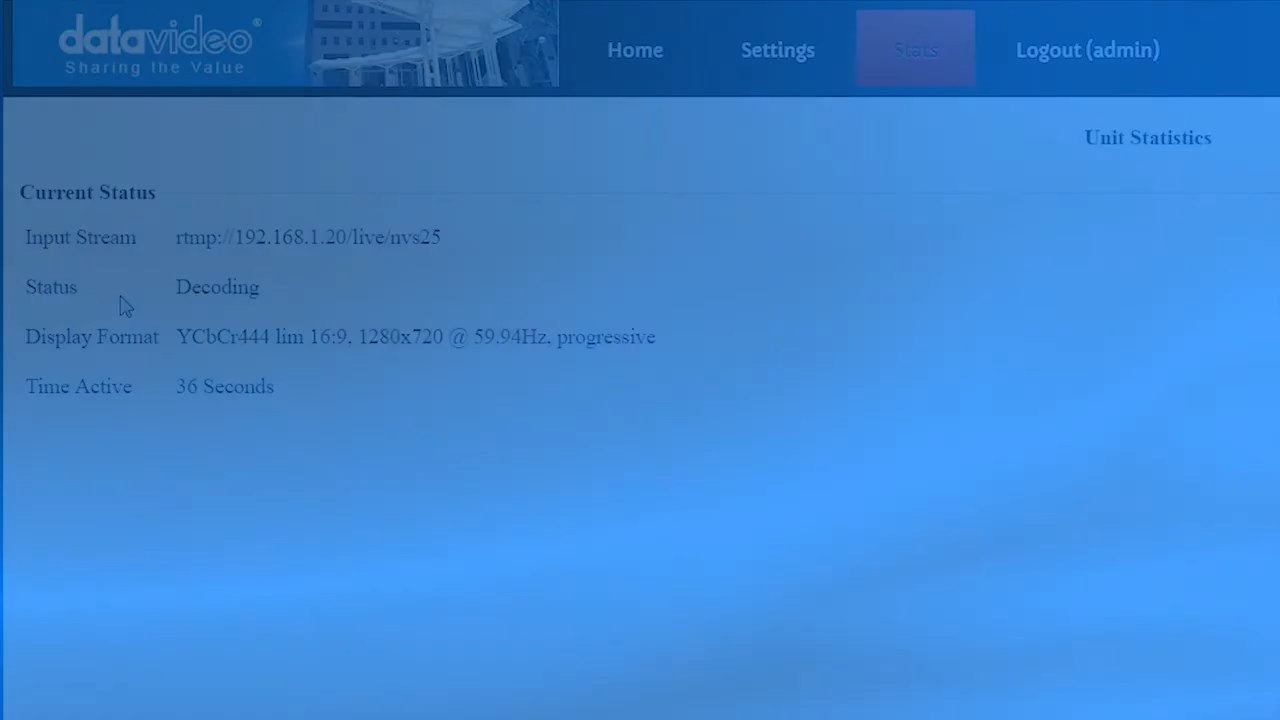 datavideo®
Sharing the Value
Home
Settings
Stats
Logout (admin)
Unit Statistics
Current Status
Input Stream rtmp://192.168.1.20/live/nvs25
Status Decoding
Display Format YCbCr444 lim 16:9, 1280x720 @ 59.94Hz, progressive
Time Active 36 Seconds